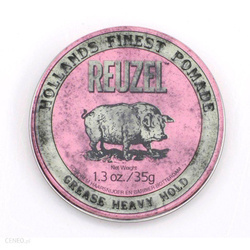 HOLLANDS FINEST POMADE
REUZEL
Net Weight
1.3 oz./35g
GREASE HEAVY HOLD